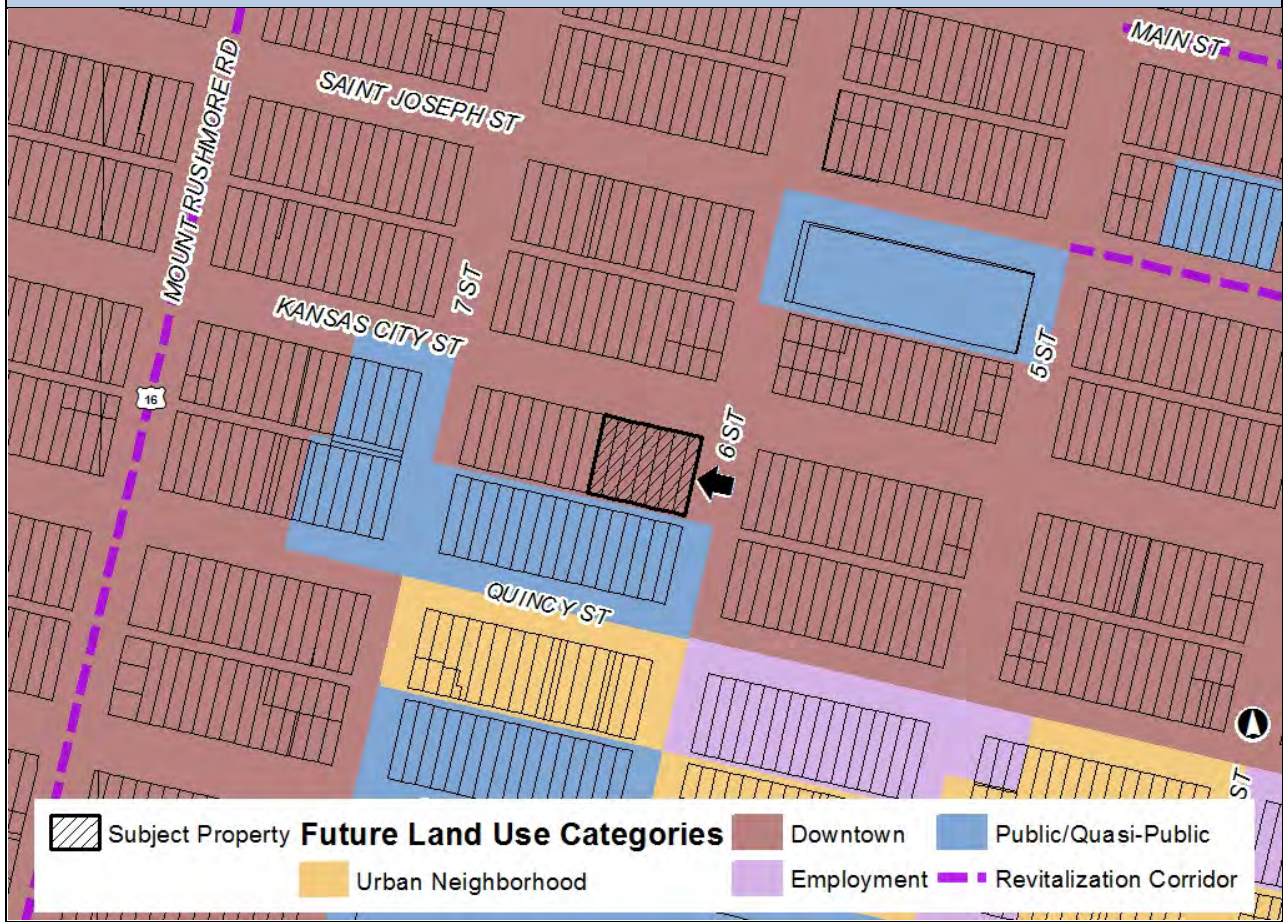 MAIN ST
MOUNT RUSHMORE RD
SAINT JOSEPH ST
7 ST
KANSAS CITY ST
5 ST
16
6 ST
QUINCY ST
ST
Subject Property
Future Land Use Categories
Downtown
Public/Quasi-Public
Urban Neighborhood
Employment
Revitalization Corridor